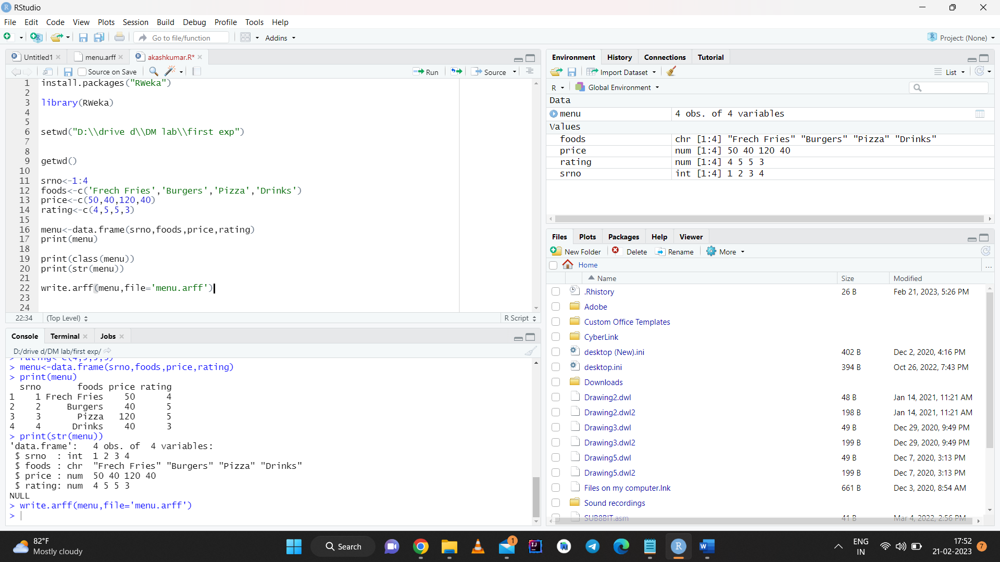 RStudio
File Edit Code View Plots Session Build Debug Profile Tools Help
Go to file/function Addins Project: (None)
Untitled1 menu.arff akashkumar.R*
Source on Save Run Source
1 install.packages("RWeka")
2
3 library(RWeka)
4
5
6 setwd("D:\\drive d\\DM lab\\first exp")
7
8
9 getwd()
10
11 srno<-1:4
12 foods<-c('Frech Fries','Burgers','Pizza','Drinks')
13 price<-c(50,40,120,40)
14 rating<-c(4,5,5,3)
15
16 menu<-data.frame(srno,foods,price,rating)
17 print(menu)
18
19 print(class(menu))
20 print(str(menu))
21
22 write.arff(menu,file='menu.arff')
23
24
22:34 (Top Level) R Script
Console Terminal Jobs
D:/drive d/DM lab/first exp/
> rating<-c(4,5,5,3)
> menu<-data.frame(srno,foods,price,rating)
> print(menu)
srno foods price rating
1 1 Frech Fries 50 4
2 2 Burgers 40 5
3 3 Pizza 120 5
4 4 Drinks 40 3
> print(str(menu))
'data.frame': 4 obs. of 4 variables:
$ srno : int 1 2 3 4
$ foods : chr "Frech Fries" "Burgers" "Pizza" "Drinks"
$ price : num 50 40 120 40
$ rating: num 4 5 5 3
NULL
> write.arff(menu,file='menu.arff')
>
Environment History Connections Tutorial
Import Dataset List
R Global Environment
Data
menu 4 obs. of 4 variables
Values
foods chr [1:4] "Frech Fries" "Burgers" "Pizza" "Drinks"
price num [1:4] 50 40 120 40
rating num [1:4] 4 5 5 3
srno int [1:4] 1 2 3 4
Files Plots Packages Help Viewer
New Folder Delete Rename More
Home ...
Name Size Modified
.Rhistory 26 B Feb 21, 2023, 5:26 PM
Adobe
Custom Office Templates
CyberLink
desktop (New).ini 402 B Dec 2, 2020, 4:16 PM
desktop.ini 394 B Oct 26, 2022, 7:43 PM
Downloads
Drawing2.dwl 48 B Jan 14, 2021, 11:21 AM
Drawing2.dwl2 198 B Jan 14, 2021, 11:21 AM
Drawing3.dwl 49 B Dec 29, 2020, 9:49 PM
Drawing3.dwl2 199 B Dec 29, 2020, 9:49 PM
Drawing5.dwl 49 B Dec 7, 2020, 3:13 PM
Drawing5.dwl2 199 B Dec 7, 2020, 3:13 PM
Files on my computer.lnk 661 B Dec 3, 2020, 8:54 AM
Sound recordings
SUB8BIT.asm 41 B Mar 4, 2022, 2:56 PM
82°F
Mostly cloudy
Search
1
ENG
IN
17:52
21-02-2023
7